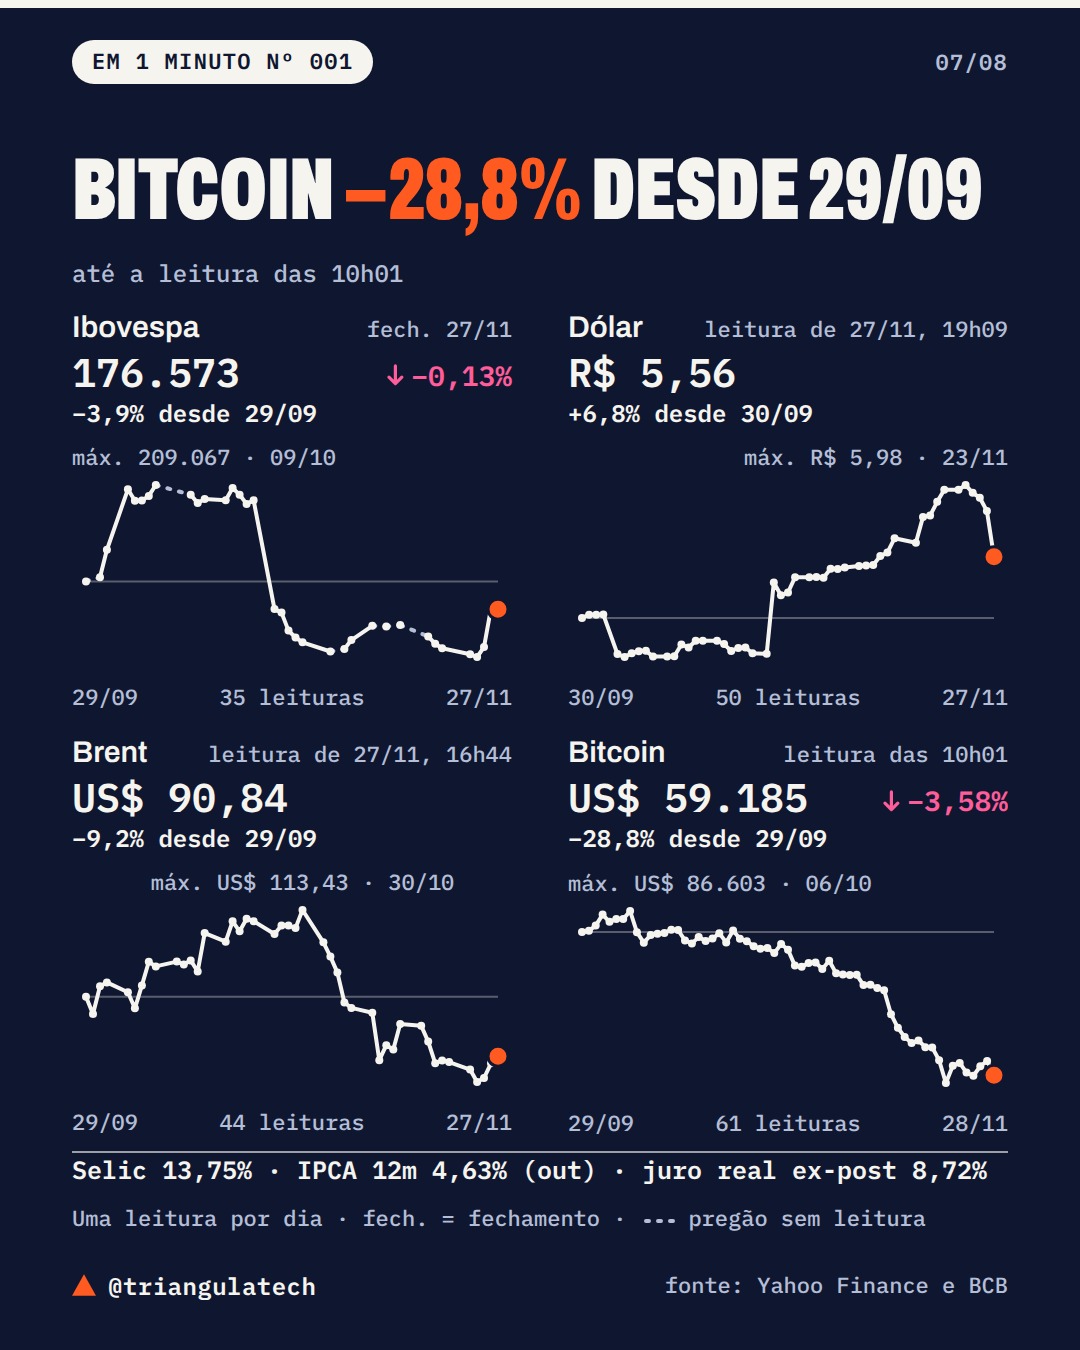 EM 1 MINUTO Nº 001
07/08
BITCOIN −28,8% DESDE 29/09
até a leitura das 10h01
Ibovespa fech. 27/11
176.573 ↓ −0,13%
−3,9% desde 29/09
máx. 209.067 · 09/10
29/09 35 leituras 27/11
Dólar leitura de 27/11, 19h09
R$ 5,56
+6,8% desde 30/09
máx. R$ 5,98 · 23/11
30/09 50 leituras 27/11
Brent leitura de 27/11, 16h44
US$ 90,84
−9,2% desde 29/09
máx. US$ 113,43 · 30/10
29/09 44 leituras 27/11
Bitcoin leitura das 10h01
US$ 59.185 ↓ −3,58%
−28,8% desde 29/09
máx. US$ 86.603 · 06/10
29/09 61 leituras 28/11
Selic 13,75% · IPCA 12m 4,63% (out) · juro real ex-post 8,72%
Uma leitura por dia · fech. = fechamento · --- pregão sem leitura
@triangulatech
fonte: Yahoo Finance e BCB